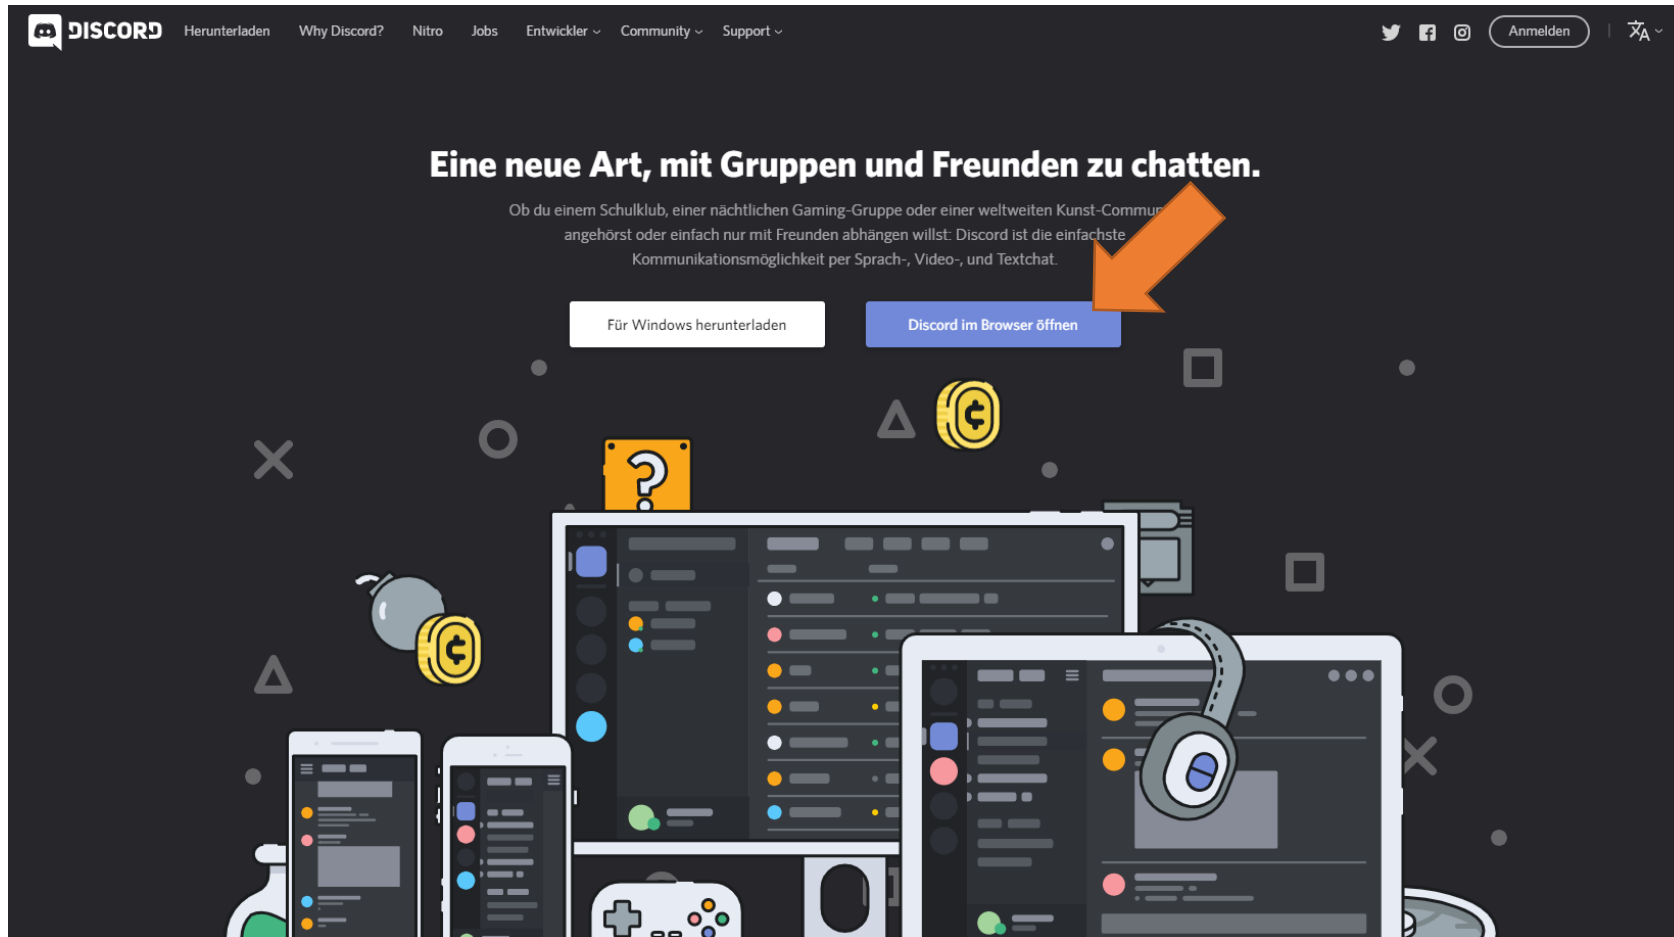 DISCORD Herunterladen Why Discord? Nitro Jobs Entwickler Community Support Anmelden
Eine neue Art, mit Gruppen und Freunden zu chatten.
Ob du einem Schulklub, einer nächtlichen Gaming-Gruppe oder einer weltweiten
angehörst oder einfach nur mit Freunden abhängen willst: Discord ist die einfachste
Kommunikationsmöglichkeit per Sprach-, Video-, und Textchat.
Für Windows herunterladen Discord im Browser öffnen